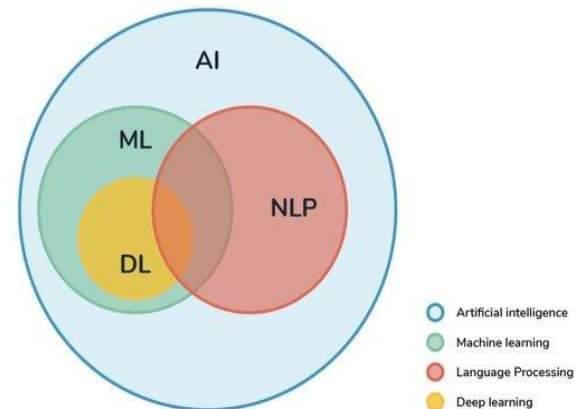 AI
ML
NLP
DL
Artificial intelligence
Machine learning
Language Processing
Deep learning